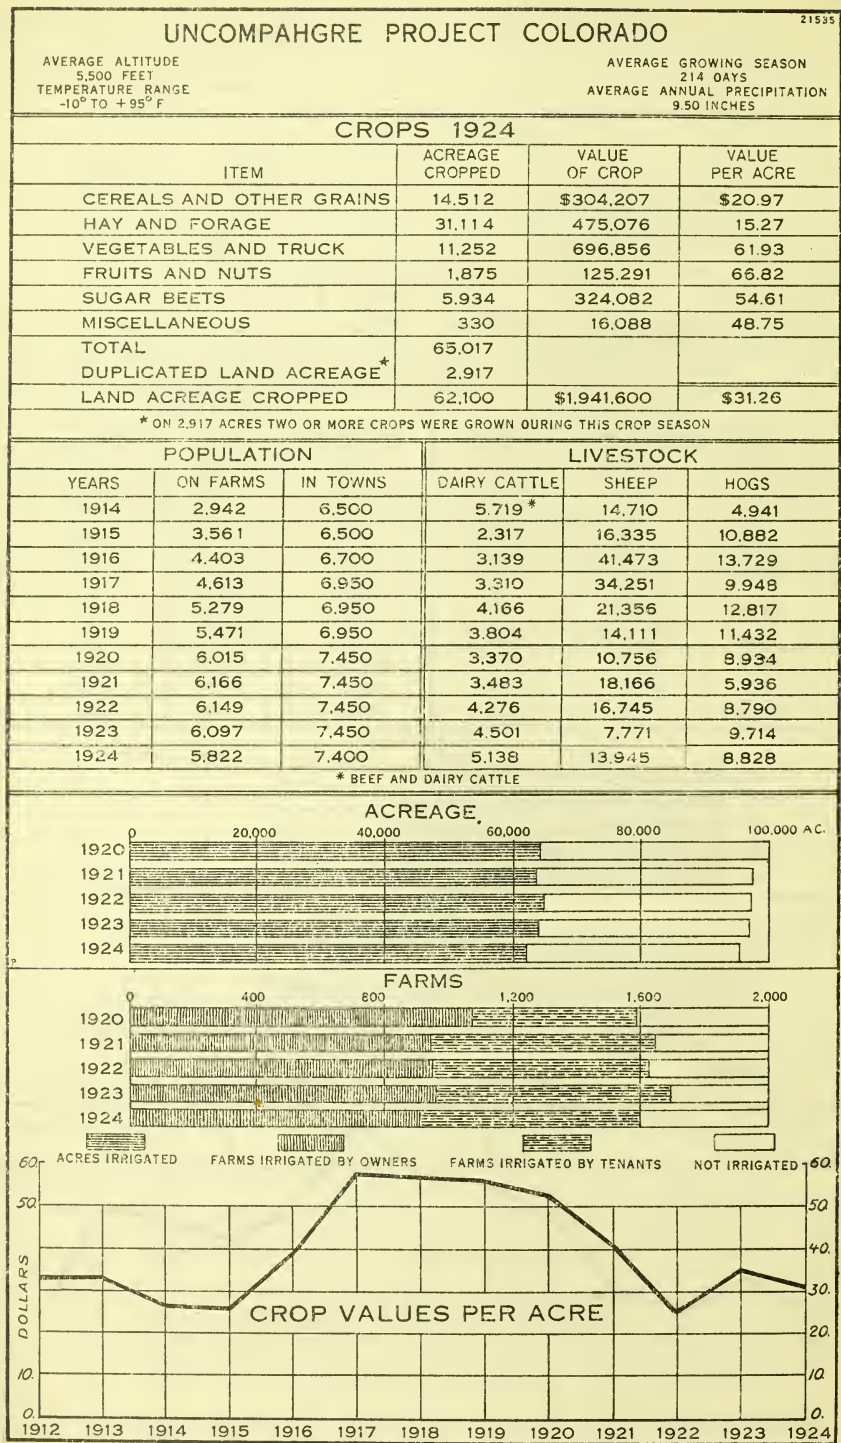 21535
UNCOMPAHGRE PROJECT COLORADO
AVERAGE ALTITUDE
5,500 FEET
TEMPERATURE RANGE
-10° TO +95° F
AVERAGE GROWING SEASON
214 DAYS
AVERAGE ANNUAL PRECIPITATION
9.50 INCHES
CROPS 1924
ITEM ACREAGE CROPPED VALUE OF CROP VALUE PER ACRE
CEREALS AND OTHER GRAINS 14,512 $304,207 $20.97
HAY AND FORAGE 31,114 475,076 15.27
VEGETABLES AND TRUCK 11,252 696,856 61.93
FRUITS AND NUTS 1,875 125,291 66.82
SUGAR BEETS 5,934 324,082 54.61
MISCELLANEOUS 330 16,088 48.75
TOTAL 65,017
DUPLICATED LAND ACREAGE* 2,917
LAND ACREAGE CROPPED 62,100 $1,941,600 $31.26
* ON 2,917 ACRES TWO OR MORE CROPS WERE GROWN DURING THIS CROP SEASON
POPULATION LIVESTOCK
YEARS ON FARMS IN TOWNS DAIRY CATTLE SHEEP HOGS
1914 2,942 6,500 5,719* 14,710 4,941
1915 3,561 6,500 2,317 16,335 10,882
1916 4,403 6,700 3,139 41,473 13,729
1917 4,613 6,950 3,310 34,251 9,948
1918 5,279 6,950 4,166 21,356 12,817
1919 5,471 6,950 3,804 14,111 11,432
1920 6,015 7,450 3,370 10,756 8,934
1921 6,166 7,450 3,483 18,166 5,936
1922 6,149 7,450 4,276 16,745 8,790
1923 6,097 7,450 4,501 7,771 9,714
1924 5,822 7,400 5,138 13,945 8,828
* BEEF AND DAIRY CATTLE
ACREAGE
0 20,000 40,000 60,000 80,000 100,000 AC.
1920
1921
1922
1923
1924
FARMS
0 400 800 1,200 1,600 2,000
1920
1921
1922
1923
1924
ACRES IRRIGATED FARMS IRRIGATED BY OWNERS FARMS IRRIGATED BY TENANTS NOT IRRIGATED
60. 60.
50. 50.
40.
30.
20.
10. 10.
0. 0.
DOLLARS
CROP VALUES PER ACRE
1912 1913 1914 1915 1916 1917 1918 1919 1920 1921 1922 1923 1924